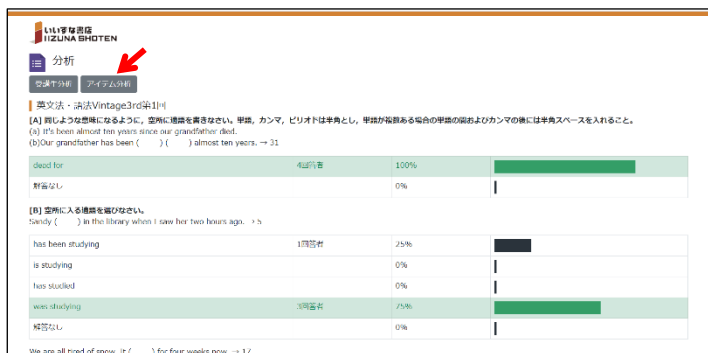 いいずな書店
IIZUNA SHOTEN
分析
受講生分析 アイテム分析
英文法・語法Vintage3rd第1回
[A] 同じような意味になるように，空所に適語を書きなさい。単語，カンマ，ピリオドは半角とし，単語が複数ある場合の単語の間およびカンマの後には半角スペースを入れること。
(a) It's been almost ten years since our grandfather died.
(b)Our grandfather has been (　　) (　　) almost ten years. → 31
dead for 4回答者 100%
解答なし 0%
[B] 空所に入る適語を選びなさい。
Sandy (　　) in the library when I saw her two hours ago. → 5
has been studying 1回答者 25%
is studying 0%
has studied 0%
was studying 3回答者 75%
解答なし 0%
We are all tired of snow. It (　　) for four weeks now. → 17